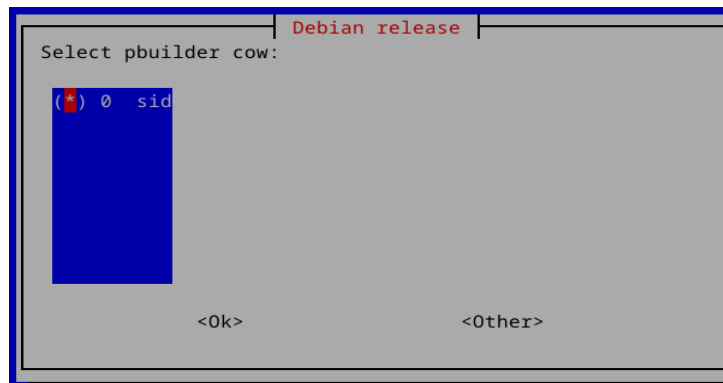 Debian release
Select pbuilder cow:
(*) 0 sid
<Ok> <Other>